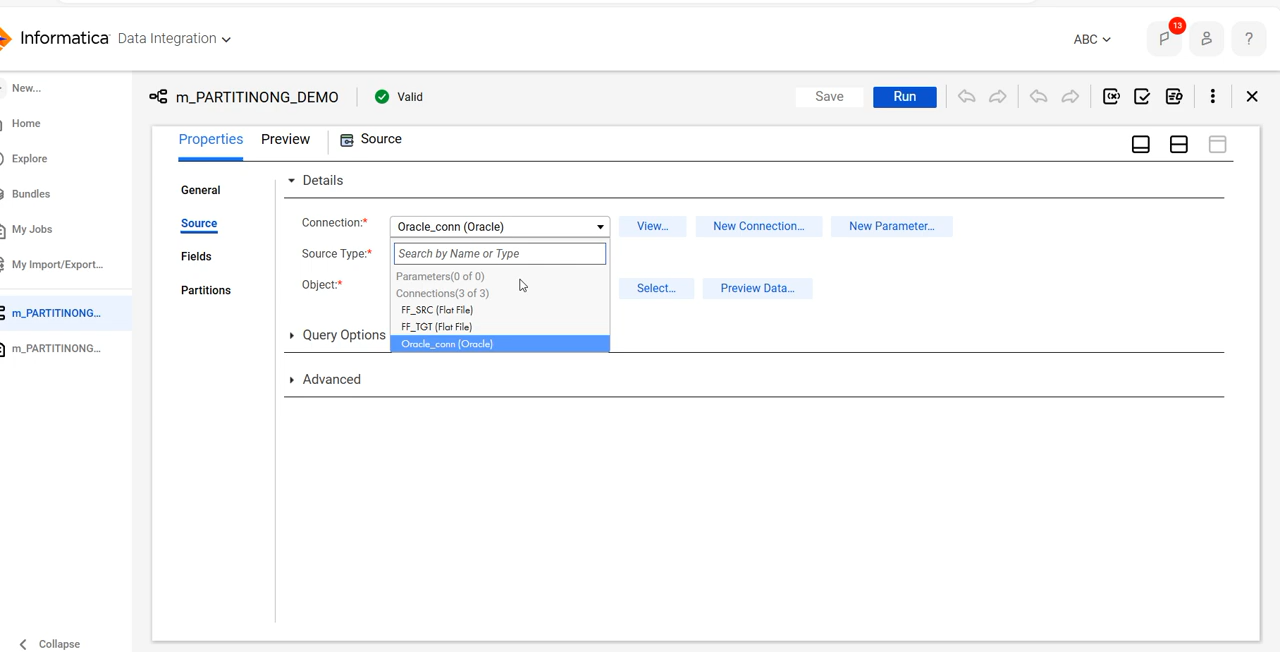 Informatica Data Integration
ABC
13
?
New...
Home
Explore
Bundles
My Jobs
My Import/Export...
m_PARTITINONG...
m_PARTITINONG...
Collapse
m_PARTITINONG_DEMO
Valid
Save
Run
Properties
Preview
Source
General
Source
Fields
Partitions
Details
Connection:*
Oracle_conn (Oracle)
View...
New Connection...
New Parameter...
Source Type:*
Search by Name or Type
Parameters(0 of 0)
Object:*
Select...
Preview Data...
Connections(3 of 3)
FF_SRC (Flat File)
FF_TGT (Flat File)
Oracle_conn (Oracle)
Query Options
Advanced